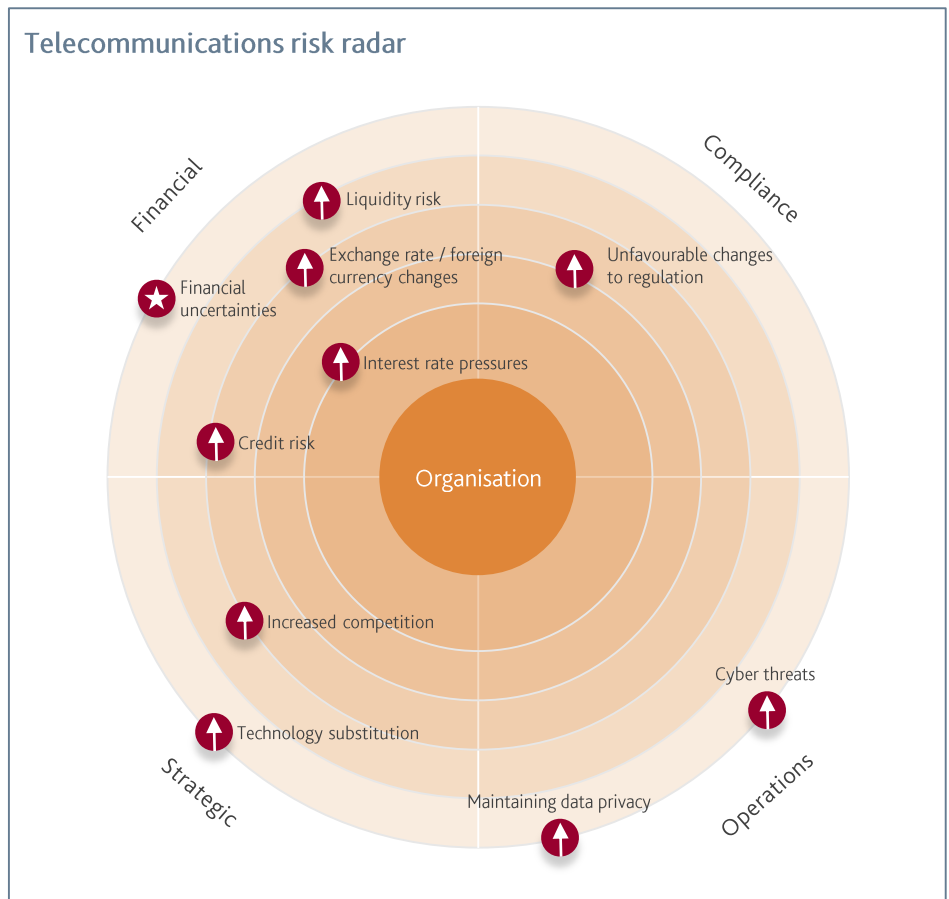 Telecommunications risk radar
Financial
Compliance
Liquidity risk
Exchange rate / foreign
currency changes
Unfavourable changes
to regulation
Financial
uncertainties
Interest rate pressures
Credit risk
Organisation
Increased competition
Cyber threats
Technology substitution
Strategic
Maintaining data privacy
Operations